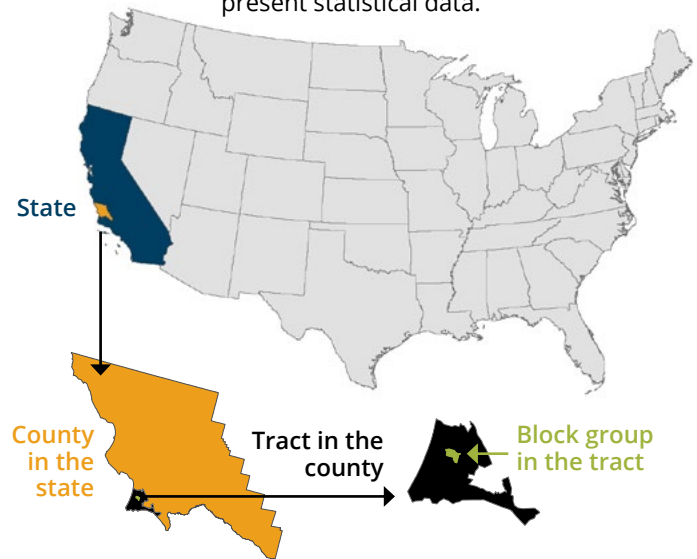 present statistical data.
State
County
in the
state
Tract in the
county
Block group
in the tract